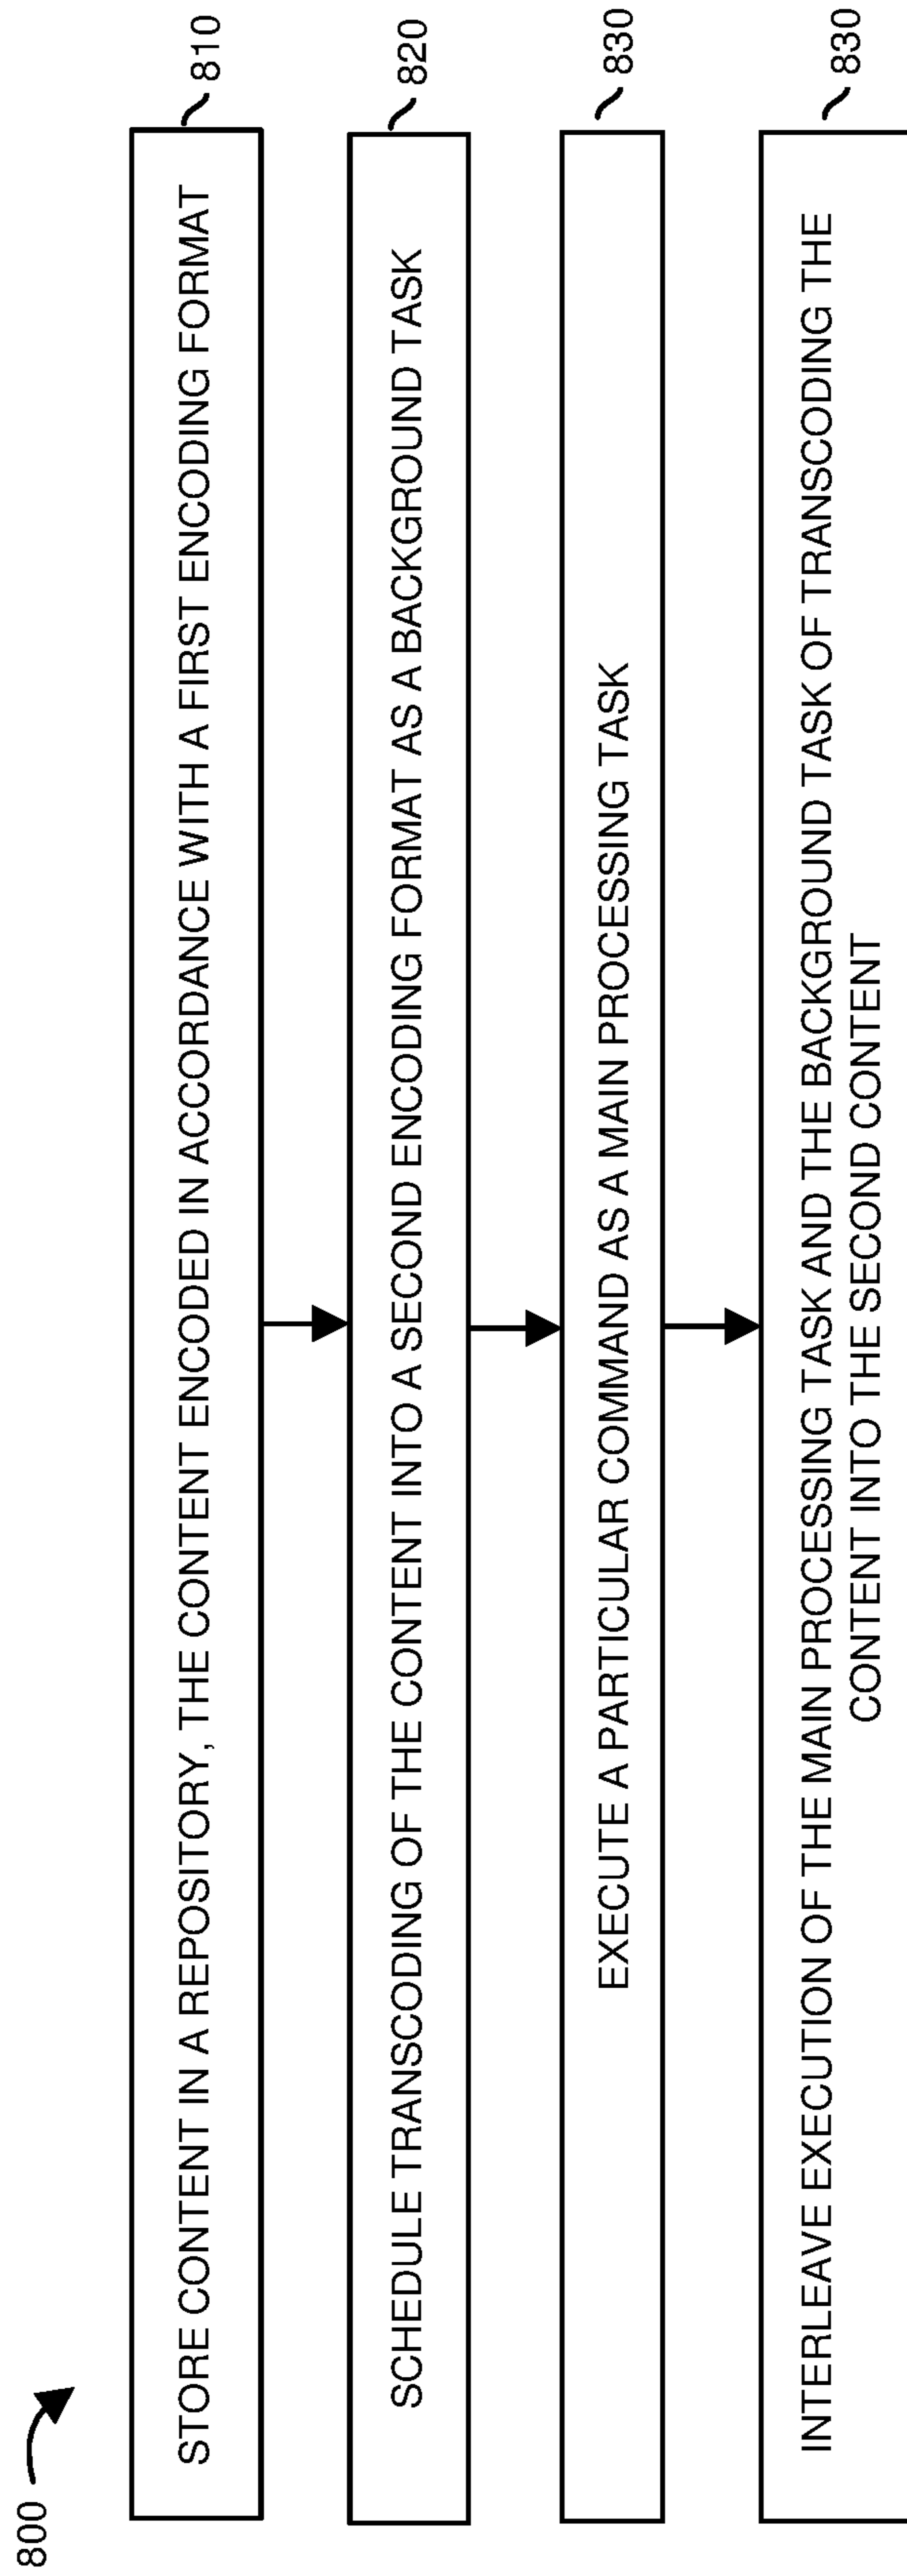 800
STORE CONTENT IN A REPOSITORY, THE CONTENT ENCODED IN ACCORDANCE WITH A FIRST ENCODING FORMAT
810
SCHEDULE TRANSCODING OF THE CONTENT INTO A SECOND ENCODING FORMAT AS A BACKGROUND TASK
820
EXECUTE A PARTICULAR COMMAND AS A MAIN PROCESSING TASK
830
INTERLEAVE EXECUTION OF THE MAIN PROCESSING TASK AND THE BACKGROUND TASK OF TRANSCODING THE
CONTENT INTO THE SECOND CONTENT
830